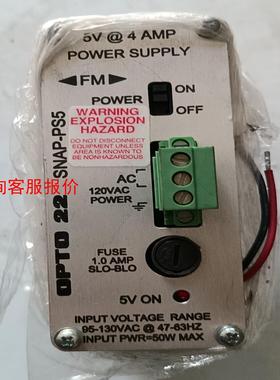 5V @ 4 AMP
POWER SUPPLY
FM
POWER
ON
OFF
WARNING
EXPLOSION
HAZARD
DO NOT DISCONNECT
EQUIPMENT UNLESS
AREA IS KNOWN TO BE
NONHAZARDOUS
OPTO 22 SNAP-PS5
询客服报价
AC
120VAC
POWER
L
L
FUSE
1.0 AMP
SLO-BLO
5V ON
INPUT VOLTAGE RANGE
95-130VAC @ 47-63HZ
INPUT PWR=50W MAX